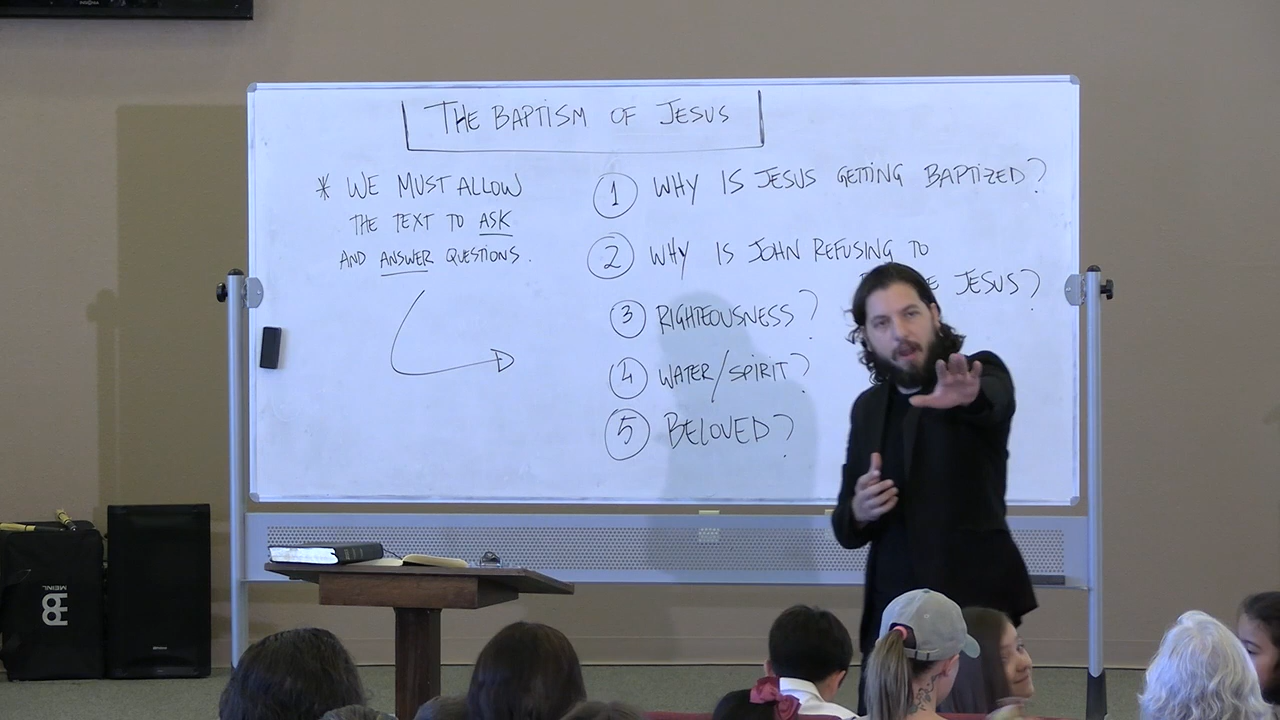 THE BAPTISM OF JESUS
* WE MUST ALLOW
THE TEXT TO ASK
AND ANSWER QUESTIONS.
1 WHY IS JESUS GETTING BAPTIZED?
2 WHY IS JOHN REFUSING TO
JESUS?
3 RIGHTEOUSNESS?
4 WATER/SPIRIT?
5 BELOVED?
MEINL